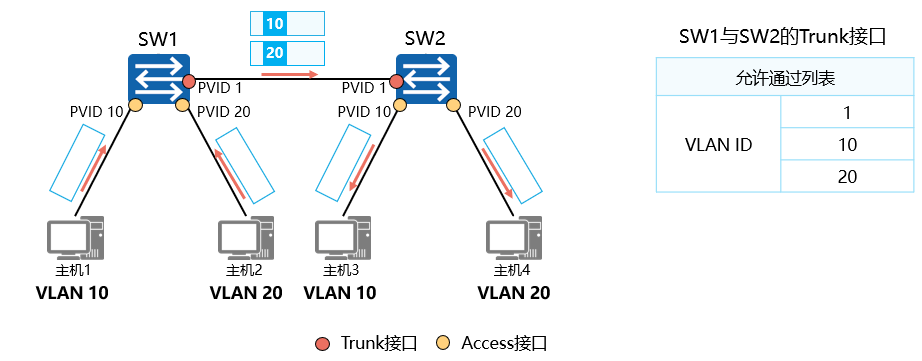 10
20
SW1
SW2
PVID 1
PVID 1
PVID 10
PVID 20
PVID 10
PVID 20
主机1
主机2
主机3
主机4
VLAN 10
VLAN 20
VLAN 10
VLAN 20
Trunk接口
Access接口
SW1与SW2的Trunk接口
允许通过列表
VLAN ID
1
10
20